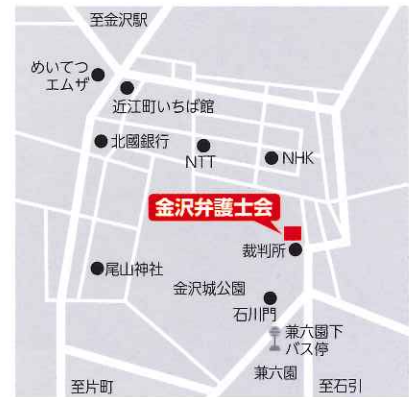 至金沢駅
めいてつ
エムザ
近江町いちば館
北國銀行
NTT
NHK
金沢弁護士会
裁判所
尾山神社
金沢城公園
石川門
兼六園下
バス停
兼六園
至片町
至石引